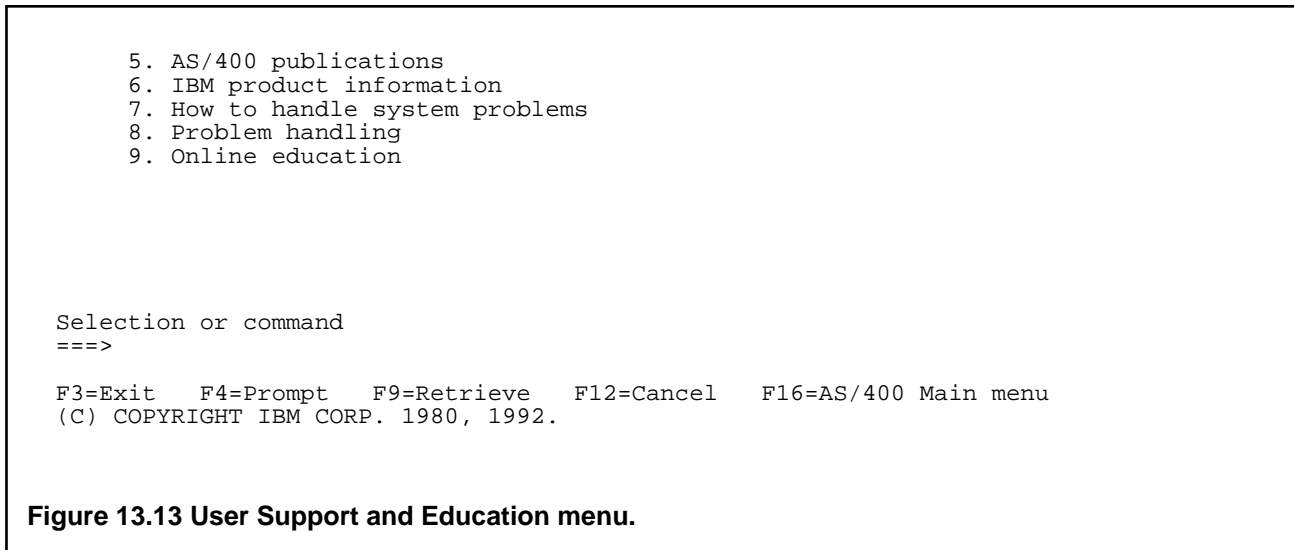 5. AS/400 publications
6. IBM product information
7. How to handle system problems
8. Problem handling
9. Online education
Selection or command
===>
F3=Exit F4=Prompt F9=Retrieve F12=Cancel F16=AS/400 Main menu
(C) COPYRIGHT IBM CORP. 1980, 1992.
Figure 13.13 User Support and Education menu.